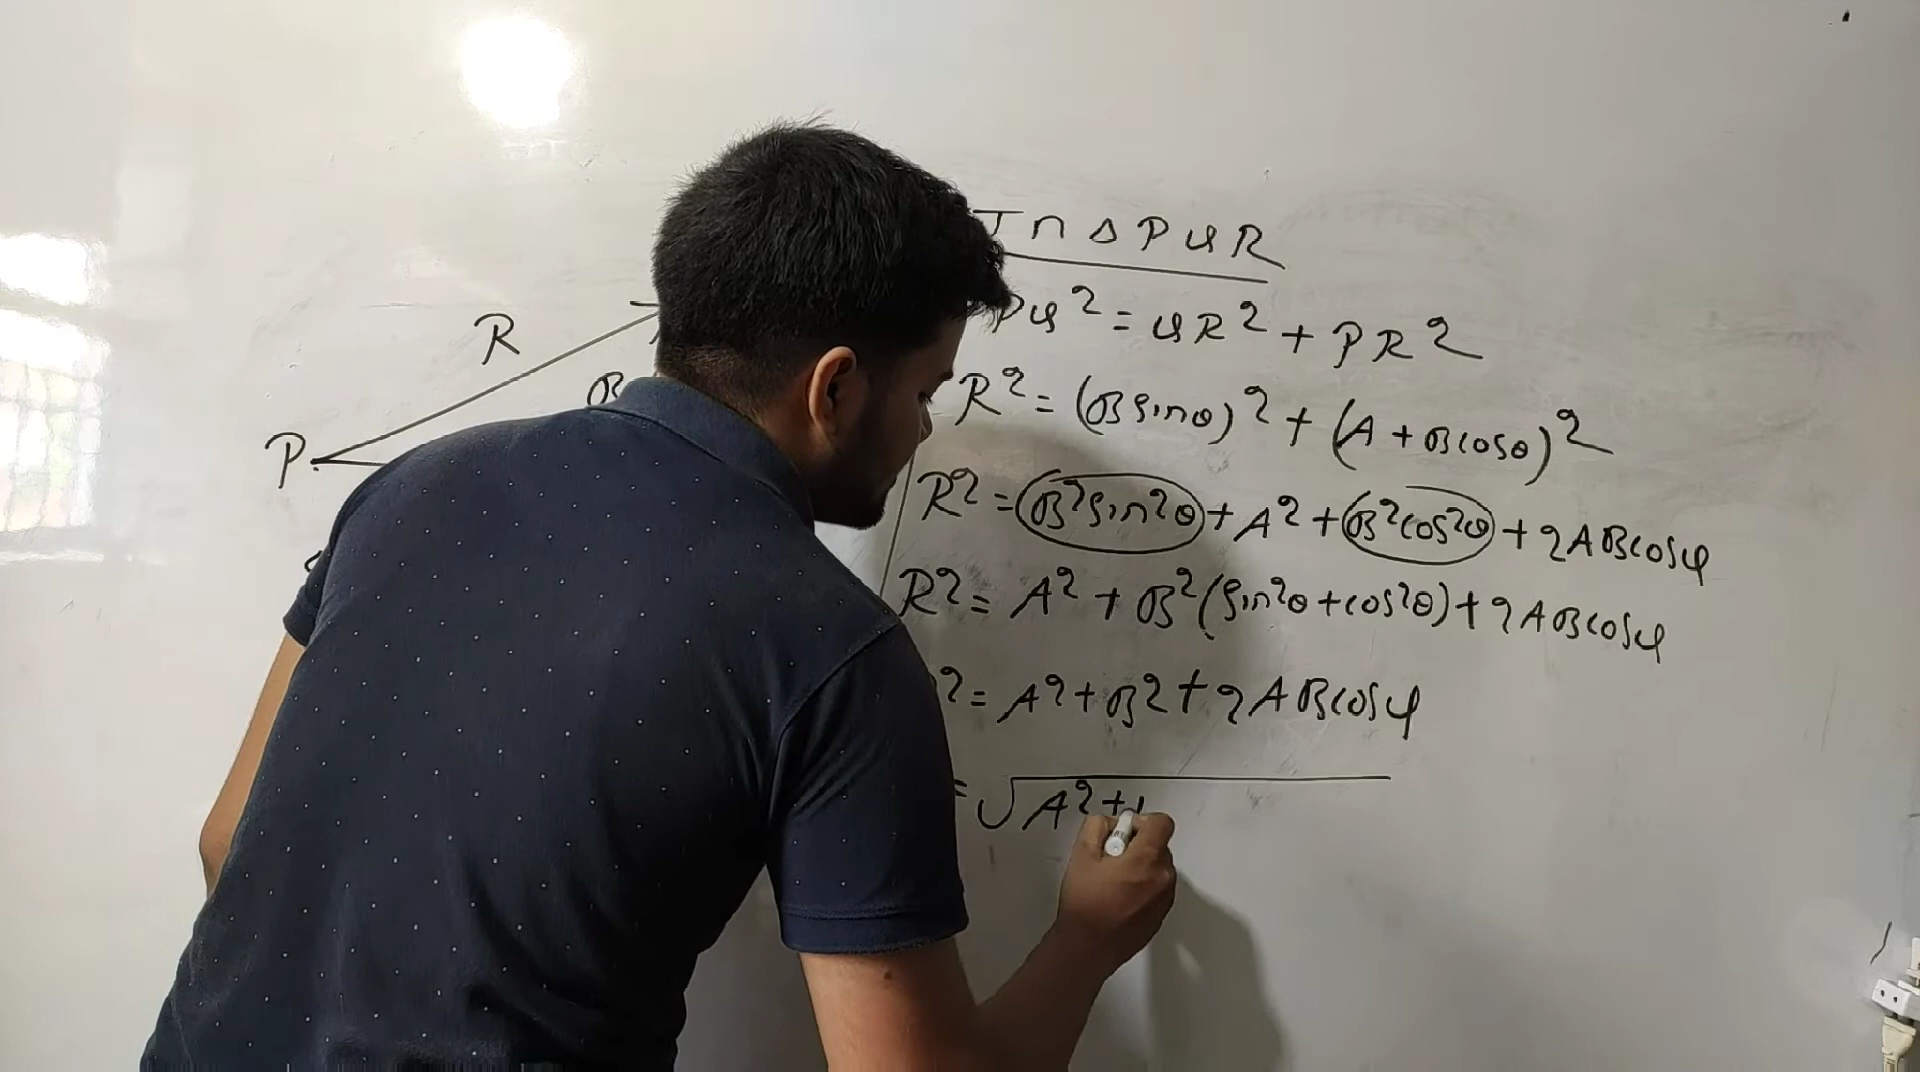 In Δ PQR
PQ² = QR² + PR²
R² = (B sinθ)² + (A + B cosθ)²
R² = B² sin²θ + A² + B² cos²θ + 2AB cosφ
R² = A² + B² (sin²θ + cos²θ) + 2AB cosφ
² = A² + B² + 2AB cosφ
= √A² +
R
B
P